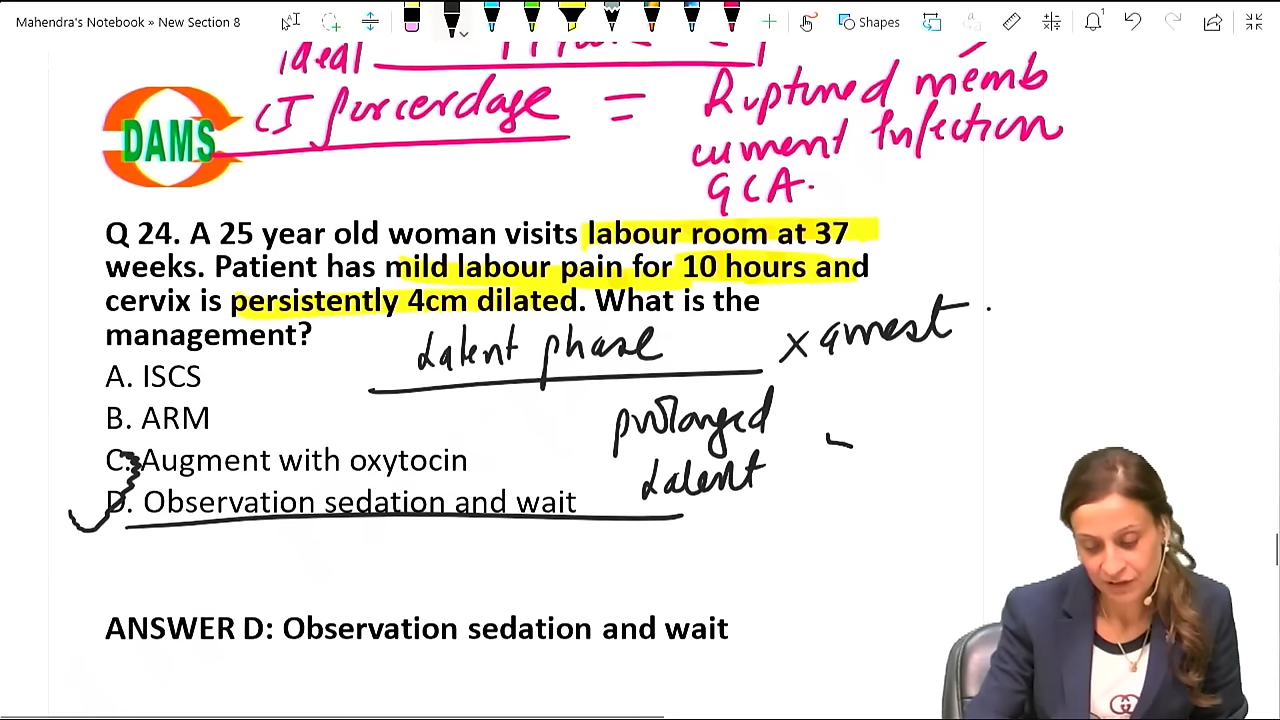 Mahendra's Notebook » New Section 8
Shapes
ideal
CI forcerdage = Ruptured memb
current Infection
GCA.
DAMS
Q 24. A 25 year old woman visits labour room at 37
weeks. Patient has mild labour pain for 10 hours and
cervix is persistently 4cm dilated. What is the
management?
Latent phase x arrest
A. ISCS
B. ARM
prolonged
Latent
C. Augment with oxytocin
D. Observation sedation and wait
ANSWER D: Observation sedation and wait